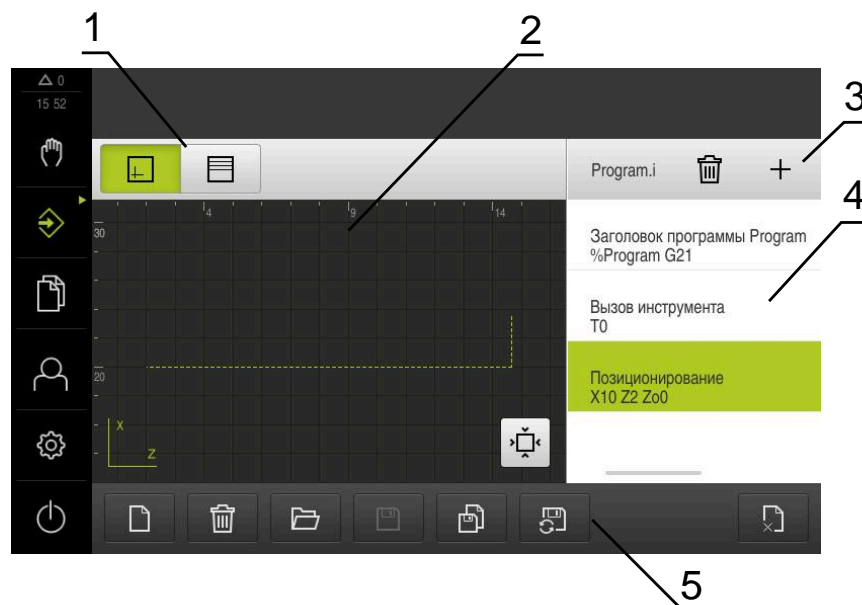 1
2
3
4
5
0
15 52
Program.i
4
9
14
30
20
X
Z
Заголовок программы Program
%Program G21
Вызов инструмента
T0
Позиционирование
X10 Z2 Zo0